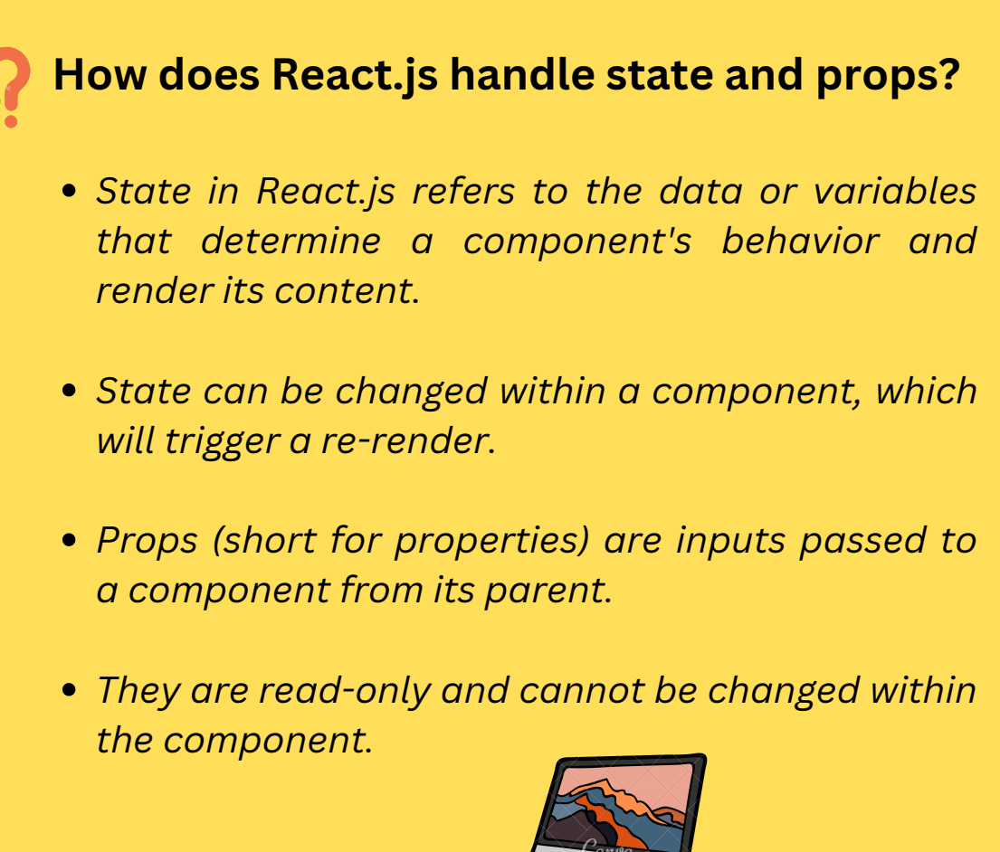 How does React.js handle state and props?
State in React.js refers to the data or variables
that determine a component's behavior and
render its content.
State can be changed within a component, which
will trigger a re-render.
Props (short for properties) are inputs passed to
a component from its parent.
They are read-only and cannot be changed within
the component.
Canva